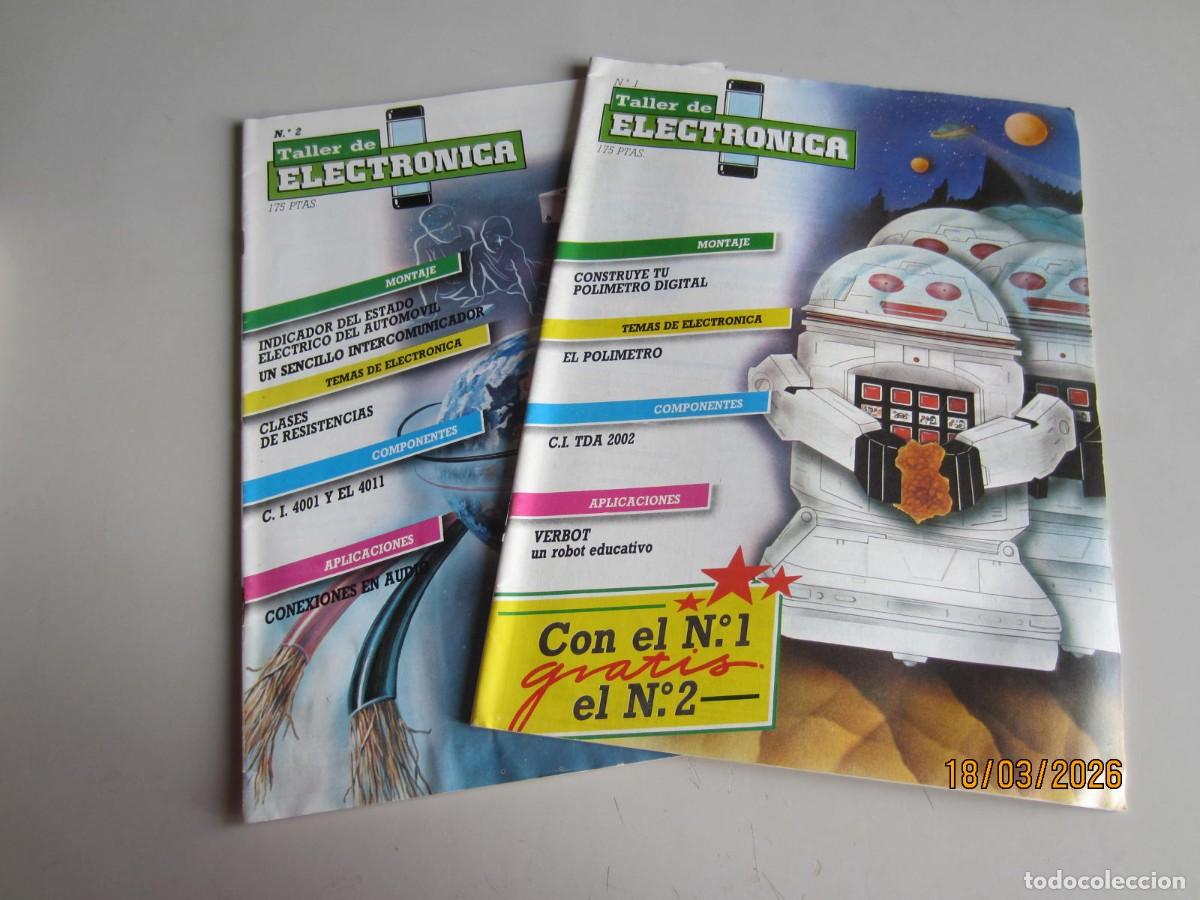 N.º 2
Taller de
ELECTRONICA
175 PTAS.
MONTAJE
INDICADOR DEL ESTADO
ELECTRICO DEL AUTOMOVIL
UN SENCILLO INTERCOMUNICADOR
TEMAS DE ELECTRONICA
CLASES
DE RESISTENCIAS
COMPONENTES
C. I. 4001 Y EL 4011
APLICACIONES
CONEXIONES EN AUDIO
Nº 1
Taller de
ELECTRONICA
175 PTAS.
MONTAJE
CONSTRUYE TU
POLIMETRO DIGITAL
TEMAS DE ELECTRONICA
EL POLIMETRO
COMPONENTES
C.I. TDA 2002
APLICACIONES
VERBOT
un robot educativo
Con el N.º 1
gratis
el N.º 2
18/03/2026
todocoleccion